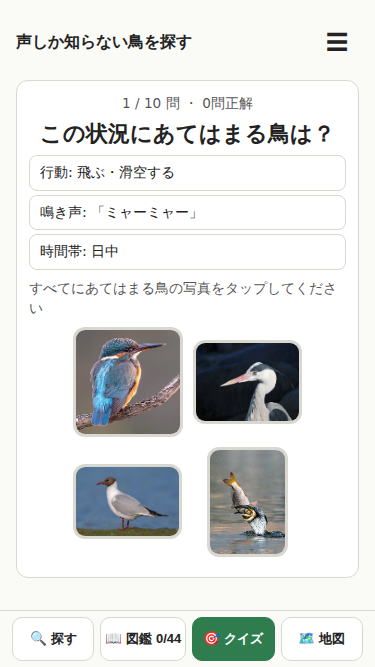 声しか知らない鳥を探す
1 / 10 問 ・ 0問正解
この状況にあてはまる鳥は？
行動: 飛ぶ・滑空する
鳴き声: 「ミャーミャー」
時間帯: 日中
すべてにあてはまる鳥の写真をタップしてくださ
い
🔍 探す
📖 図鑑 0/44
🎯 クイズ
🗺️ 地図